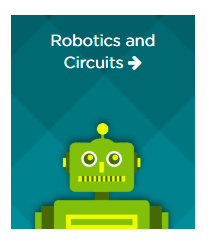 Robotics and
Circuits →